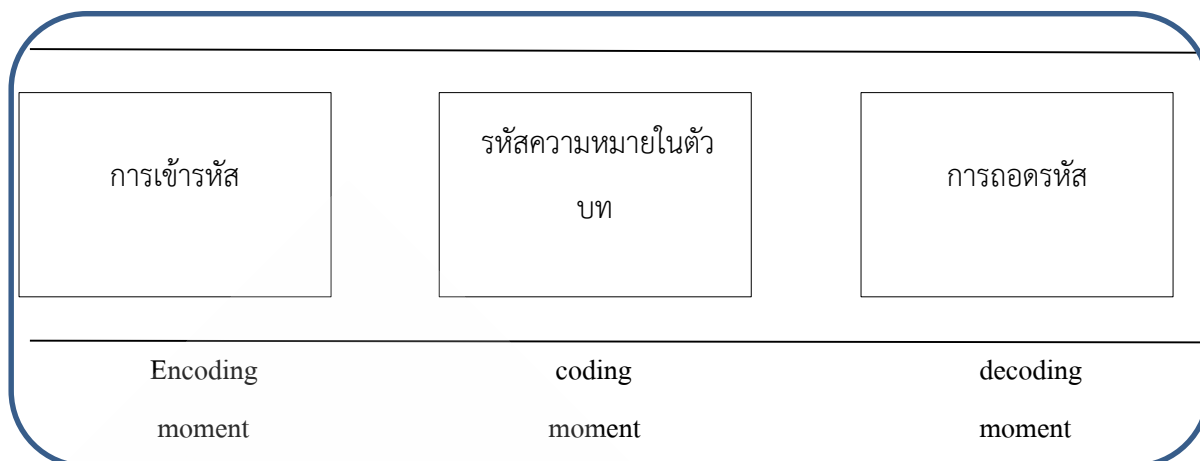 การเข้ารหัส
รหัสความหมายในตัว
บท
การถอดรหัส
Encoding
moment
coding
moment
decoding
moment